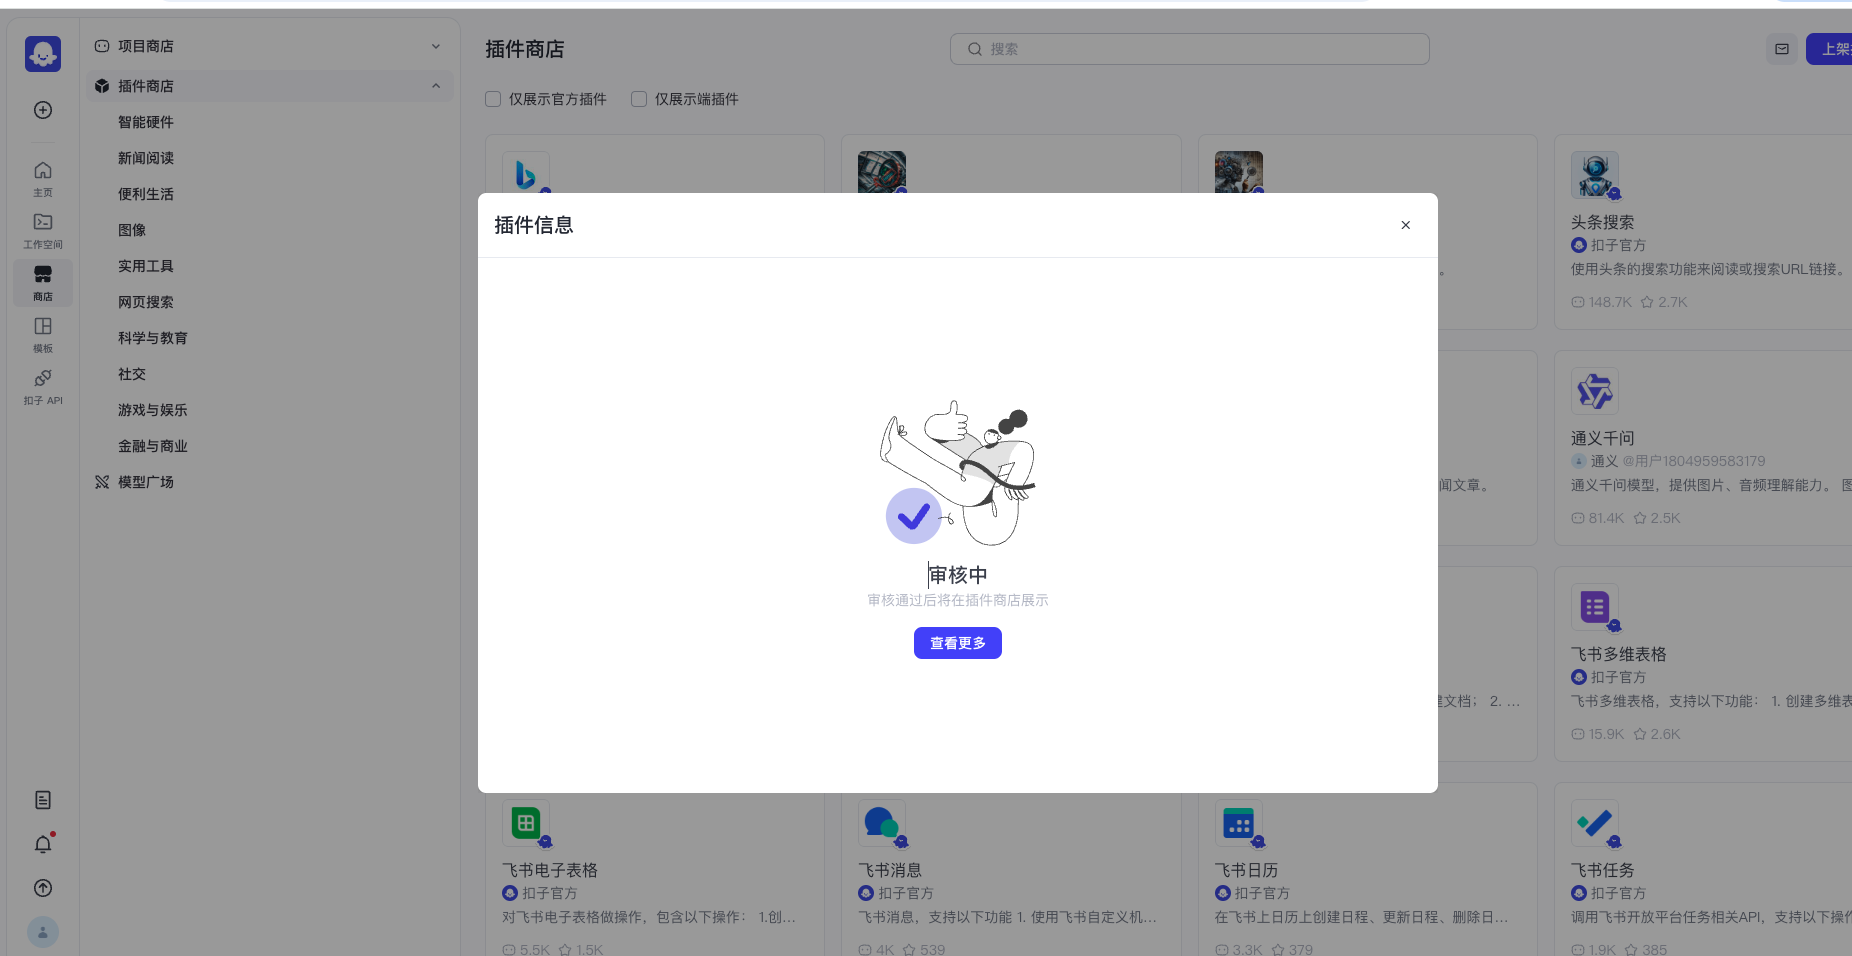 项目商店
插件商店
智能硬件
新闻阅读
便利生活
图像
实用工具
网页搜索
科学与教育
社交
游戏与娱乐
金融与商业
模型广场
主页
工作空间
商店
模板
扣子 API
插件商店
搜索
上架
仅展示官方插件
仅展示端插件
头条搜索
扣子官方
使用头条的搜索功能来阅读或搜索URL链接。
148.7K
2.7K
插件信息
审核中
审核通过后将在插件商店展示
查看更多
。
闻文章。
通义千问
通义 @用户1804959583179
通义千问模型，提供图片、音频理解能力。 图
81.4K
2.5K
文档； 2. ...
飞书多维表格
扣子官方
飞书多维表格，支持以下功能： 1. 创建多维表
15.9K
2.6K
飞书电子表格
扣子官方
对飞书电子表格做操作，包含以下操作： 1.创...
5.5K
1.5K
飞书消息
扣子官方
飞书消息，支持以下功能 1. 使用飞书自定义机...
4K
539
飞书日历
扣子官方
在飞书上日历上创建日程、更新日程、删除日...
3.3K
379
飞书任务
扣子官方
调用飞书开放平台任务相关API，支持以下操作
1.9K
385